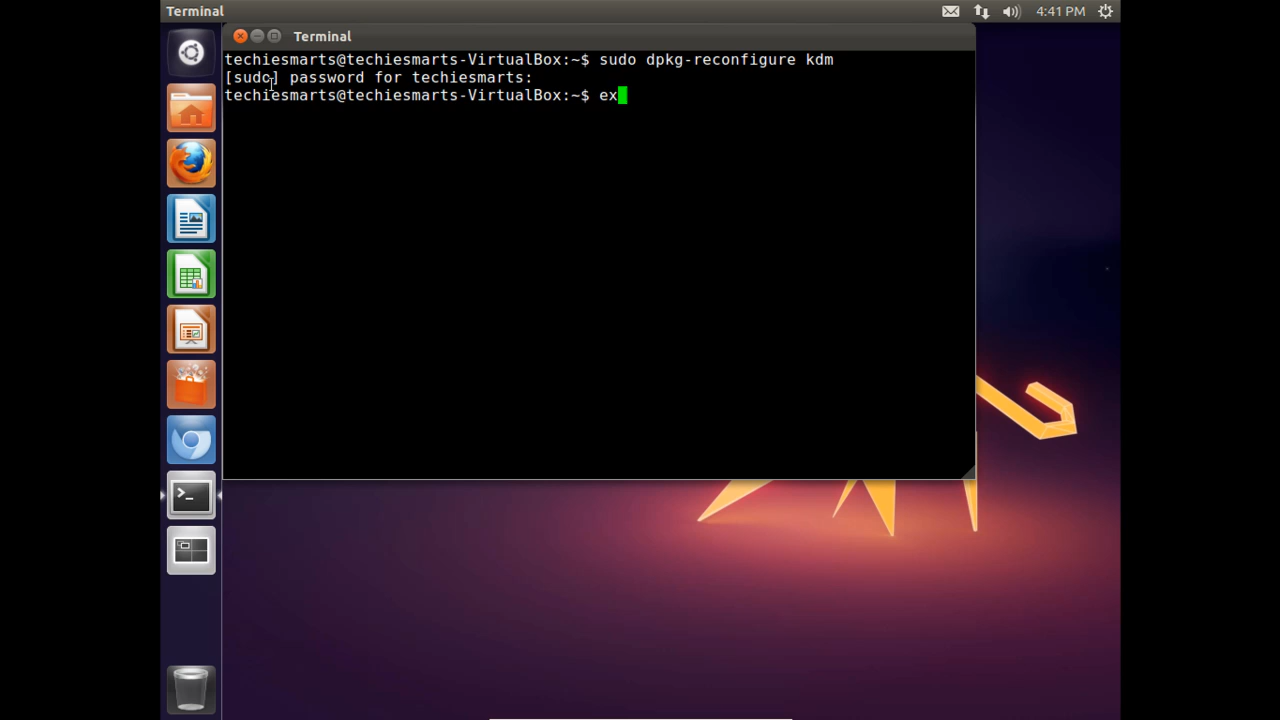 Terminal
4:41 PM
Terminal
techiesmarts@techiesmarts-VirtualBox:~$ sudo dpkg-reconfigure kdm
[sudo] password for techiesmarts:
techiesmarts@techiesmarts-VirtualBox:~$ ex